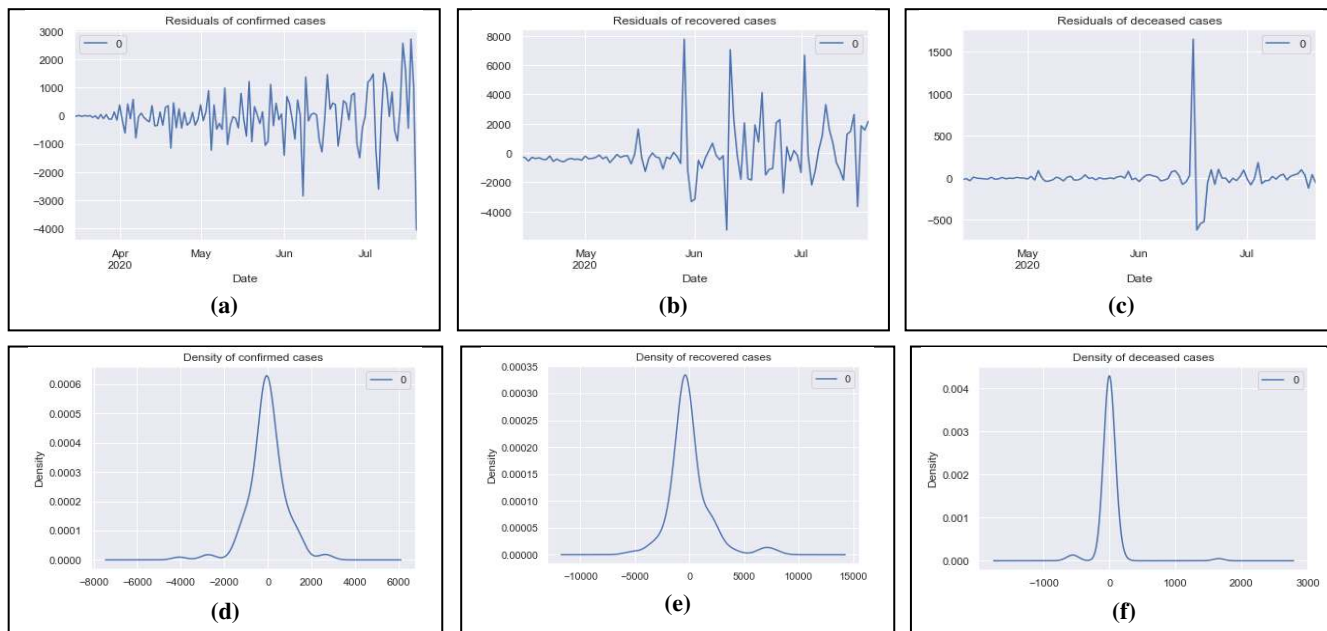 Residuals of confirmed cases
0
3000
2000
1000
0
−1000
−2000
−3000
−4000
Apr
2020
May
Jun
Jul
Date
(a)
Residuals of recovered cases
0
8000
6000
4000
2000
0
−2000
−4000
May
2020
Jun
Jul
Date
(b)
Residuals of deceased cases
0
1500
1000
500
0
−500
May
2020
Jun
Jul
Date
(c)
Density of confirmed cases
0
0.0006
0.0005
0.0004
0.0003
0.0002
0.0001
0.0000
Density
−8000 −6000 −4000 −2000 0 2000 4000 6000
(d)
Density of recovered cases
0
0.00035
0.00030
0.00025
0.00020
0.00015
0.00010
0.00005
0.00000
Density
−10000 −5000 0 5000 10000 15000
(e)
Density of deceased cases
0
0.004
0.003
0.002
0.001
0.000
Density
−1000 0 1000 2000 3000
(f)